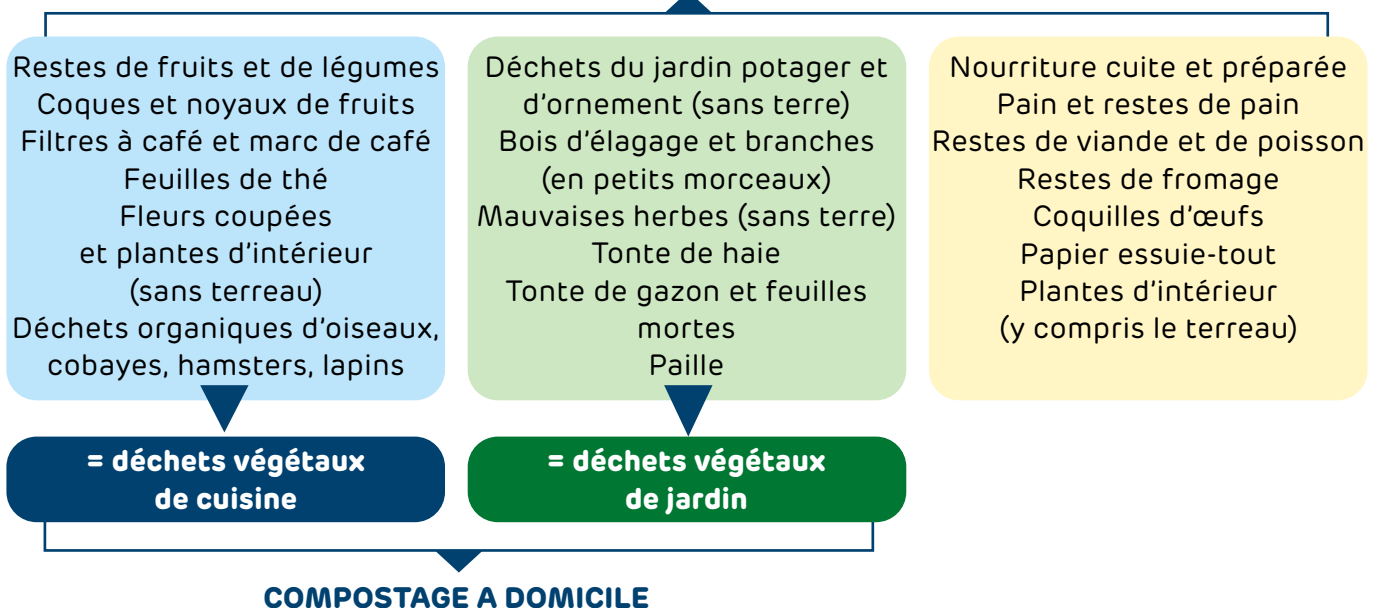 Restes de fruits et de légumes
Coques et noyaux de fruits
Filtres à café et marc de café
Feuilles de thé
Fleurs coupées
et plantes d'intérieur
(sans terreau)
Déchets organiques d'oiseaux,
cobayes, hamsters, lapins
= déchets végétaux
de cuisine
Déchets du jardin potager et
d'ornement (sans terre)
Bois d'élagage et branches
(en petits morceaux)
Mauvaises herbes (sans terre)
Tonte de haie
Tonte de gazon et feuilles
mortes
Paille
= déchets végétaux
de jardin
Nourriture cuite et préparée
Pain et restes de pain
Restes de viande et de poisson
Restes de fromage
Coquilles d'œufs
Papier essuie-tout
Plantes d'intérieur
(y compris le terreau)
COMPOSTAGE A DOMICILE